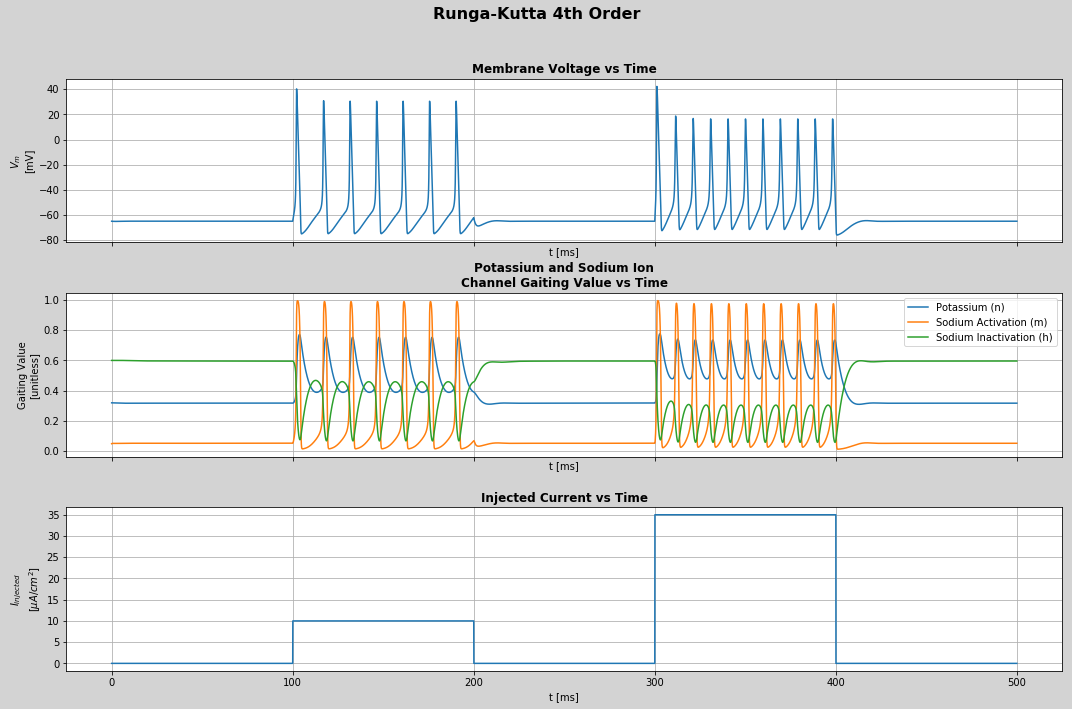 Runga-Kutta 4th Order
Membrane Voltage vs Time
40
20
0
−20
−40
−60
−80
V_m
[mV]
t [ms]
Potassium and Sodium Ion
Channel Gaiting Value vs Time
1.0
0.8
0.6
0.4
0.2
0.0
Gaiting Value
[unitless]
Potassium (n)
Sodium Activation (m)
Sodium Inactivation (h)
t [ms]
Injected Current vs Time
35
30
25
20
15
10
5
0
I_Injected
[μA/cm²]
0 100 200 300 400 500
t [ms]